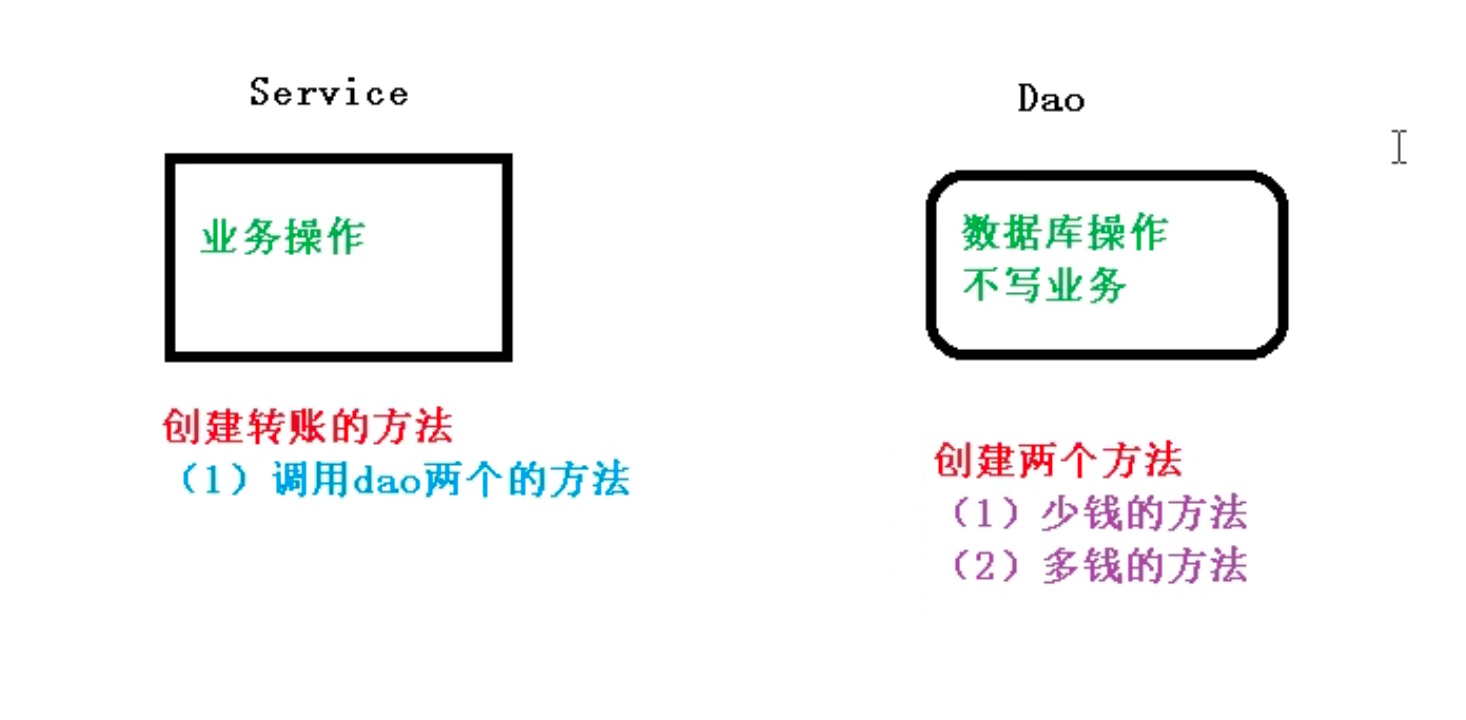 Service
业务操作
创建转账的方法
（1）调用dao两个的方法
Dao
数据库操作
不写业务
创建两个方法
（1）少钱的方法
（2）多钱的方法